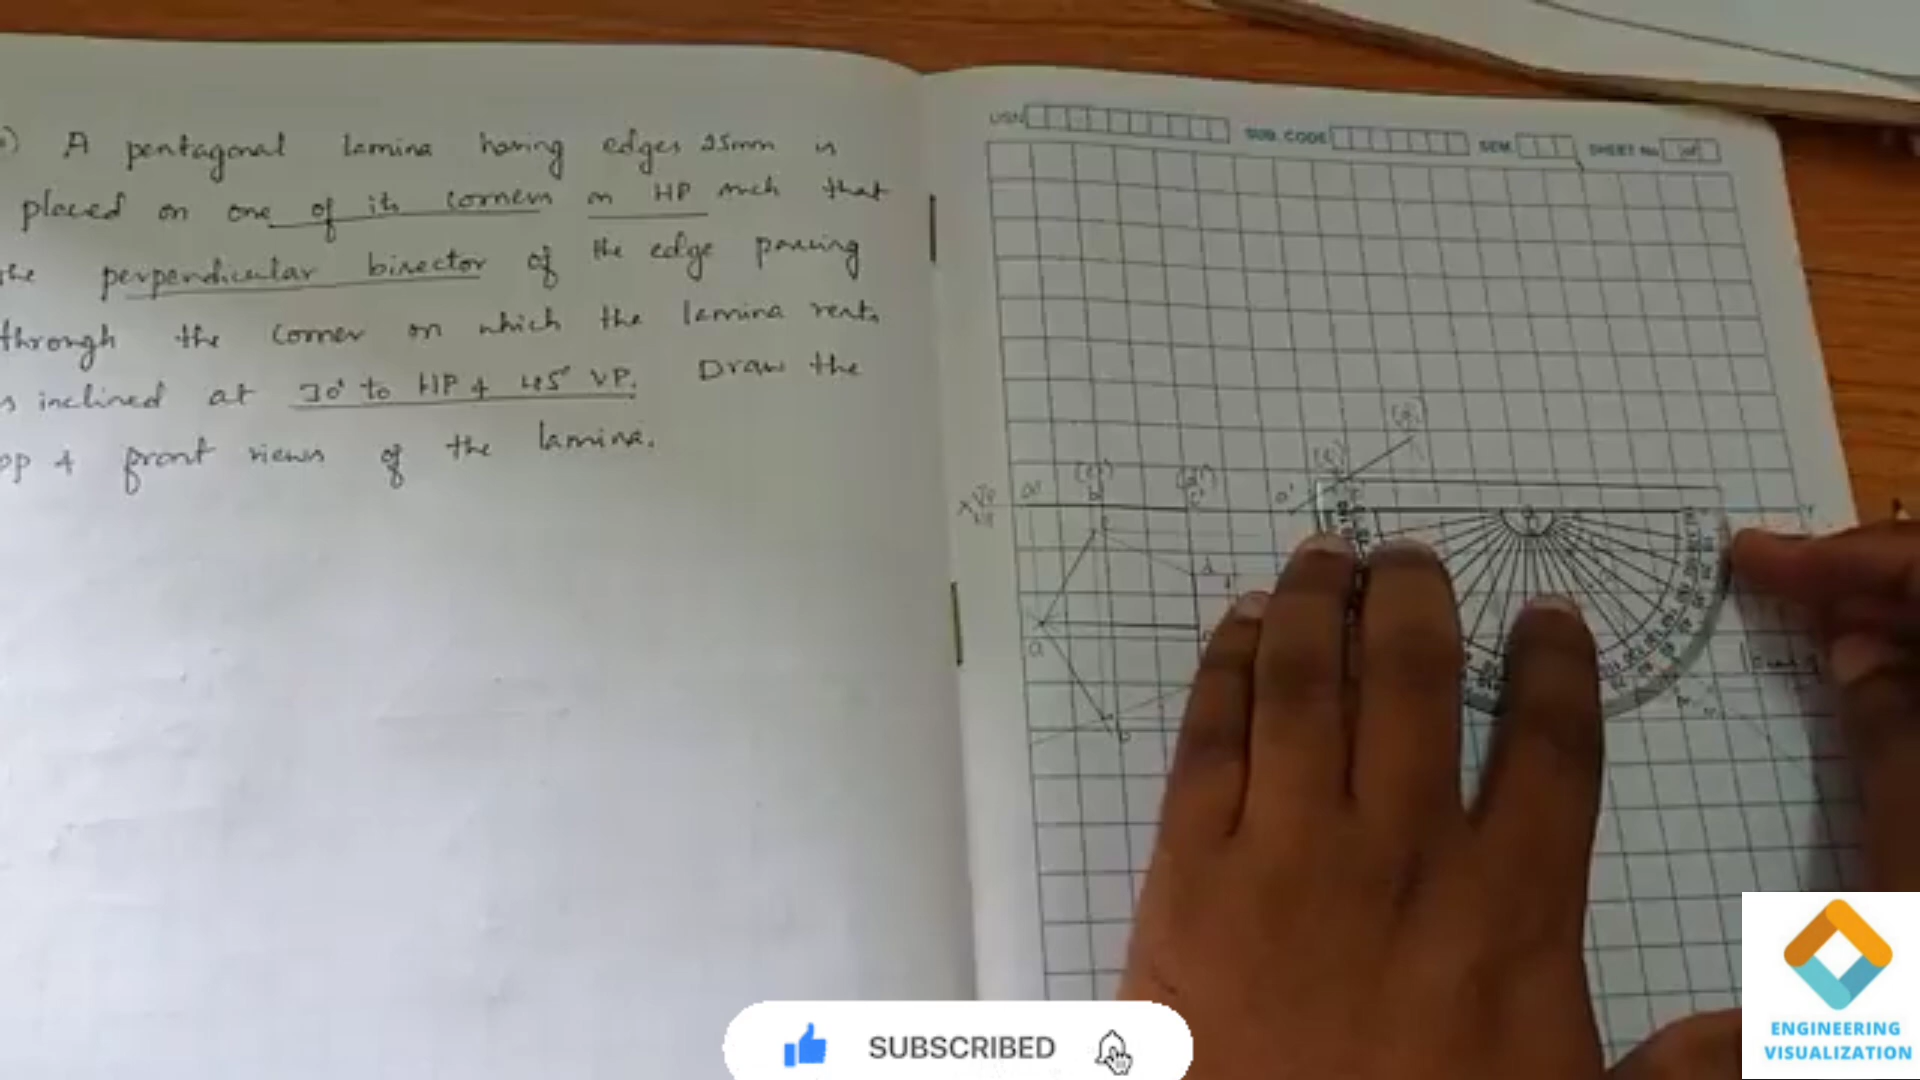 A pentagonal lamina having edges 25mm is
placed on one of its corners on HP such that
the perpendicular bisector of the edge passing
through the corner on which the lamina rests
is inclined at 30° to HP & 45° VP. Draw the
top & front views of the lamina.
USN
SUB. CODE
SEM.
SHEET No.
a'
b'
c'
a'
d
a
b
SUBSCRIBED
ENGINEERING
VISUALIZATION